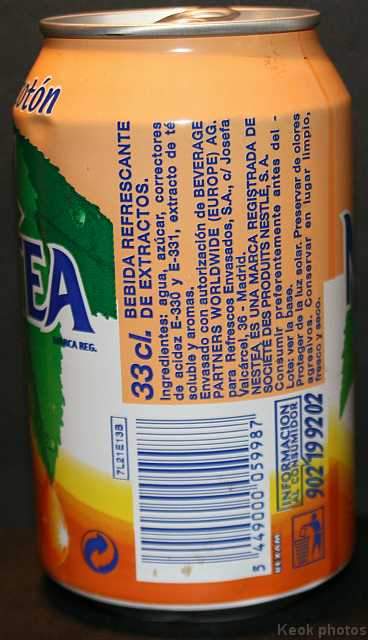 otón
TEA
MARCA REG.
33 cl. BEBIDA REFRESCANTE
DE EXTRACTOS.
Ingredientes: agua, azúcar, correctores
de acidez E-330 y E-331, extracto de té
soluble y aromas.
Envasado con autorización de BEVERAGE
PARTNERS WORLDWIDE (EUROPE) AG.
para Refrescos Envasados, S.A., c/ Josefa
Valcárcel, 36 - Madrid.
NESTEA ES UNA MARCA REGISTRADA DE
SOCIÉTÉ DES PRODUITS NESTLÉ, S.A.
Consumir preferentemente antes del -
Lote: ver la base.
Proteger de la luz solar. Preservar de olores
agresivos. Conservar en lugar limpio,
fresco y seco.
7L21E13B
5 449000 059987
INFORMACION
AL CONSUMIDOR
902 19 92 02
REXAM
Keok photos